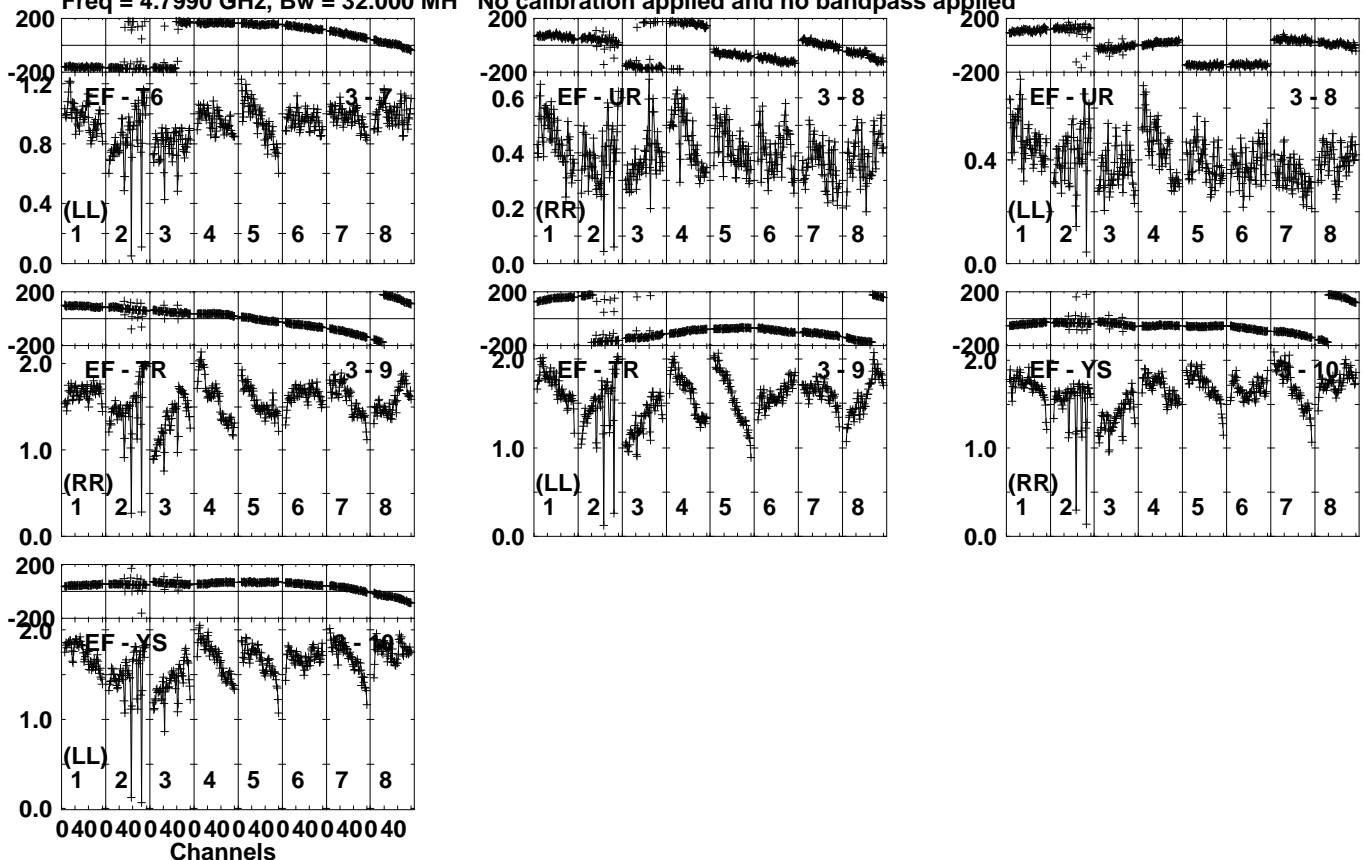 Freq = 4.7990 GHz, Bw = 32.000 MH No calibration applied and no bandpass applied
200
-200
1.2
0.8
0.4
0.0
EF - T6 3 - 7
(LL)
1 2 3 4 5 6 7 8
200
-200
0.6
0.4
0.2
0.0
EF - UR 3 - 8
(RR)
1 2 3 4 5 6 7 8
200
-200
0.4
0.0
EF - UR 3 - 8
(LL)
1 2 3 4 5 6 7 8
200
-200
2.0
1.0
0.0
EF - TR 3 - 9
(RR)
1 2 3 4 5 6 7 8
200
-200
2.0
1.0
0.0
EF - TR 3 - 9
(LL)
1 2 3 4 5 6 7 8
200
-200
2.0
1.0
0.0
EF - YS 3 - 10
(RR)
1 2 3 4 5 6 7 8
200
-200
2.0
1.0
0.0
EF - YS 3 - 10
(LL)
1 2 3 4 5 6 7 8
0 40 0 40 0 40 0 40 0 40 0 40 0 40 0 40
Channels